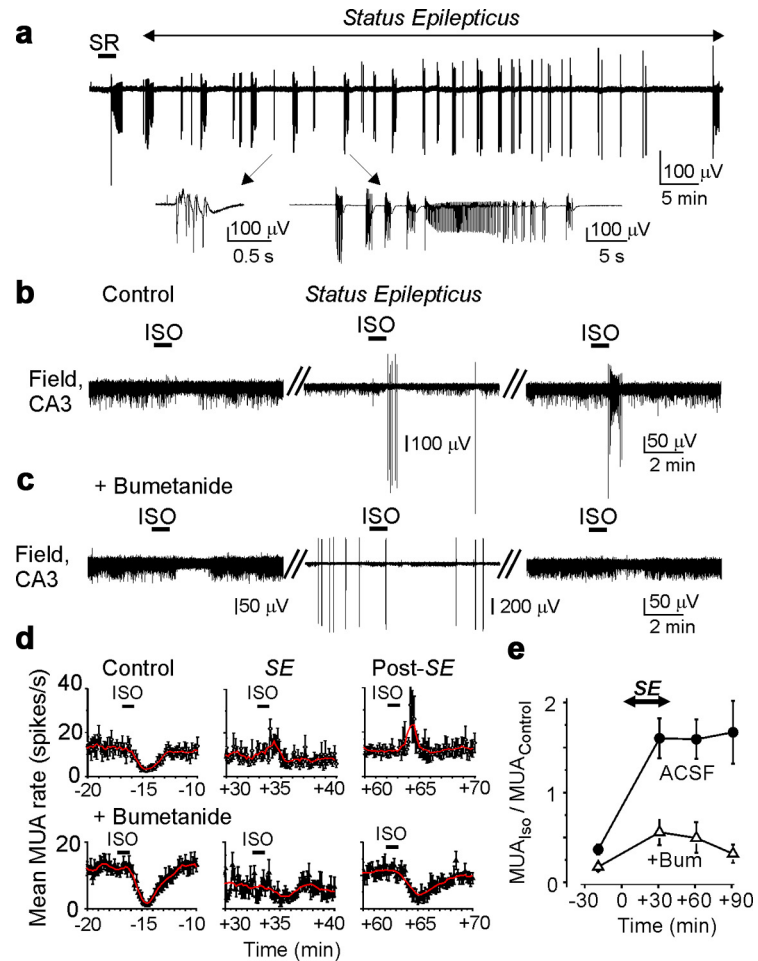 a
Status Epilepticus
SR
100 µV
5 min
100 µV
0.5 s
100 µV
5 s
b
Control
Status Epilepticus
ISO
ISO
ISO
Field,
CA3
100 µV
50 µV
2 min
c
+ Bumetanide
ISO
ISO
ISO
Field,
CA3
50 µV
200 µV
50 µV
2 min
d
Control
SE
Post-SE
Mean MUA rate (spikes/s)
40
20
0
ISO
ISO
ISO
-20 -15 -10
+30 +35 +40
+60 +65 +70
+ Bumetanide
20
0
ISO
ISO
ISO
-20 -15 -10
+30 +35 +40
+60 +65 +70
Time (min)
e
SE
MUAIso / MUAControl
2
1
0
ACSF
+Bum
-30 0 +30 +60 +90
Time (min)